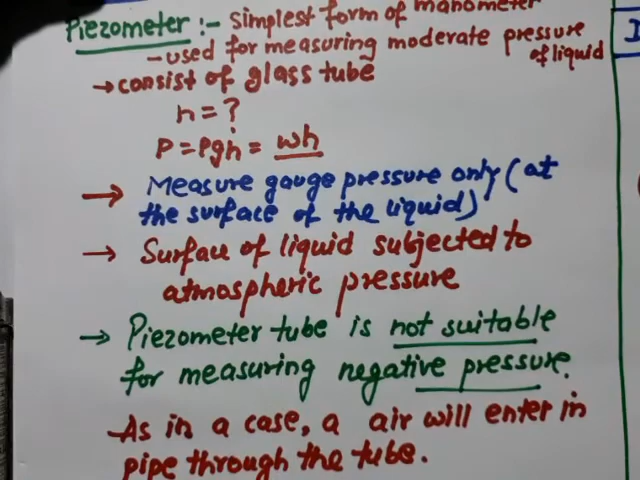 Piezometer :- Simplest form of manometer
- used for measuring moderate pressure
of liquid
→ consist of glass tube
h = ?
P = ρgh = wh
→ Measure gauge pressure only (at
the surface of the liquid)
→ Surface of liquid subjected to
atmospheric pressure
→ Piezometer tube is not suitable
for measuring negative pressure.
As in a case, a air will enter in
pipe through the tube.